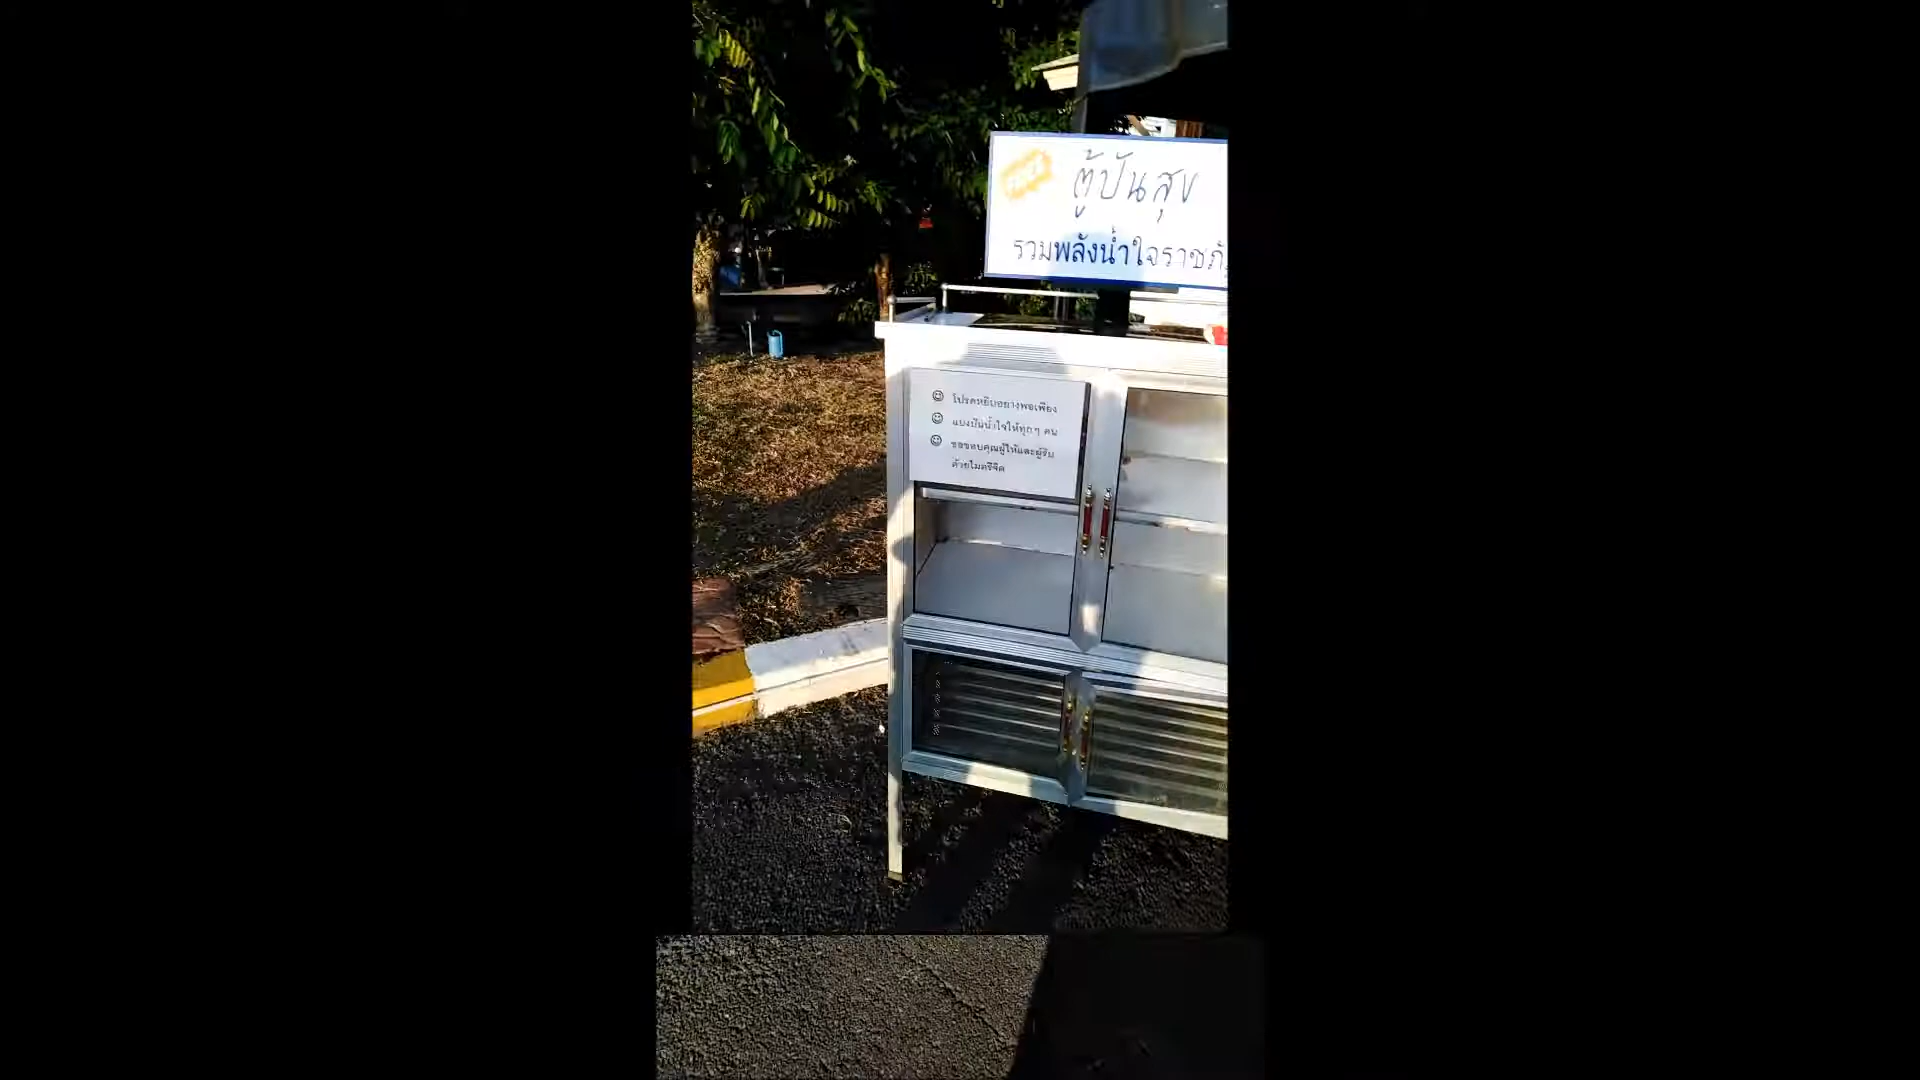 FREE
ตู้ปันสุข
รวมพลังน้ำใจราชภั
โปรดหยิบอย่างพอเพียง
แบ่งปันน้ำใจให้ทุกๆ คน
ขอขอบคุณผู้ให้และผู้รับ
ด้วยไมตรีจิต